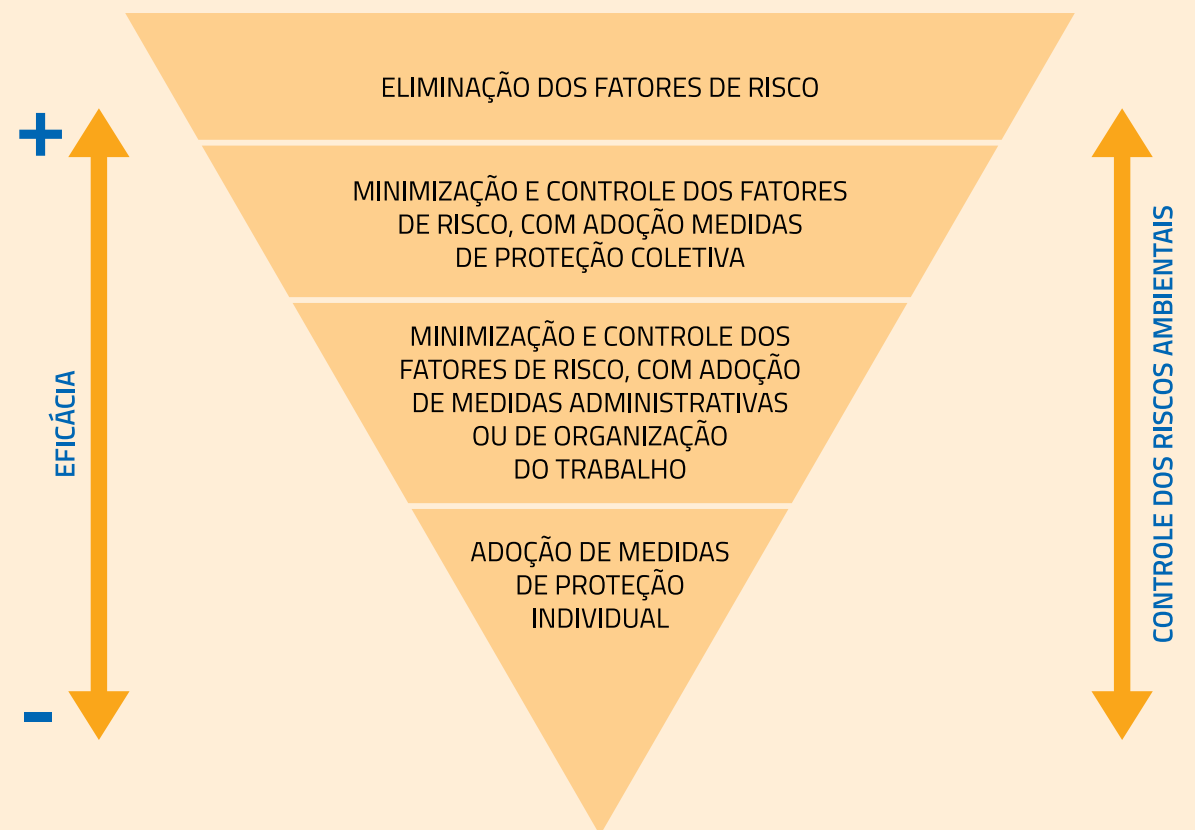 ELIMINAÇÃO DOS FATORES DE RISCO
+
MINIMIZAÇÃO E CONTROLE DOS FATORES
DE RISCO, COM ADOÇÃO MEDIDAS
DE PROTEÇÃO COLETIVA
MINIMIZAÇÃO E CONTROLE DOS
FATORES DE RISCO, COM ADOÇÃO
DE MEDIDAS ADMINISTRATIVAS
OU DE ORGANIZAÇÃO
DO TRABALHO
ADOÇÃO DE MEDIDAS
DE PROTEÇÃO
INDIVIDUAL
-
EFICÁCIA
CONTROLE DOS RISCOS AMBIENTAIS